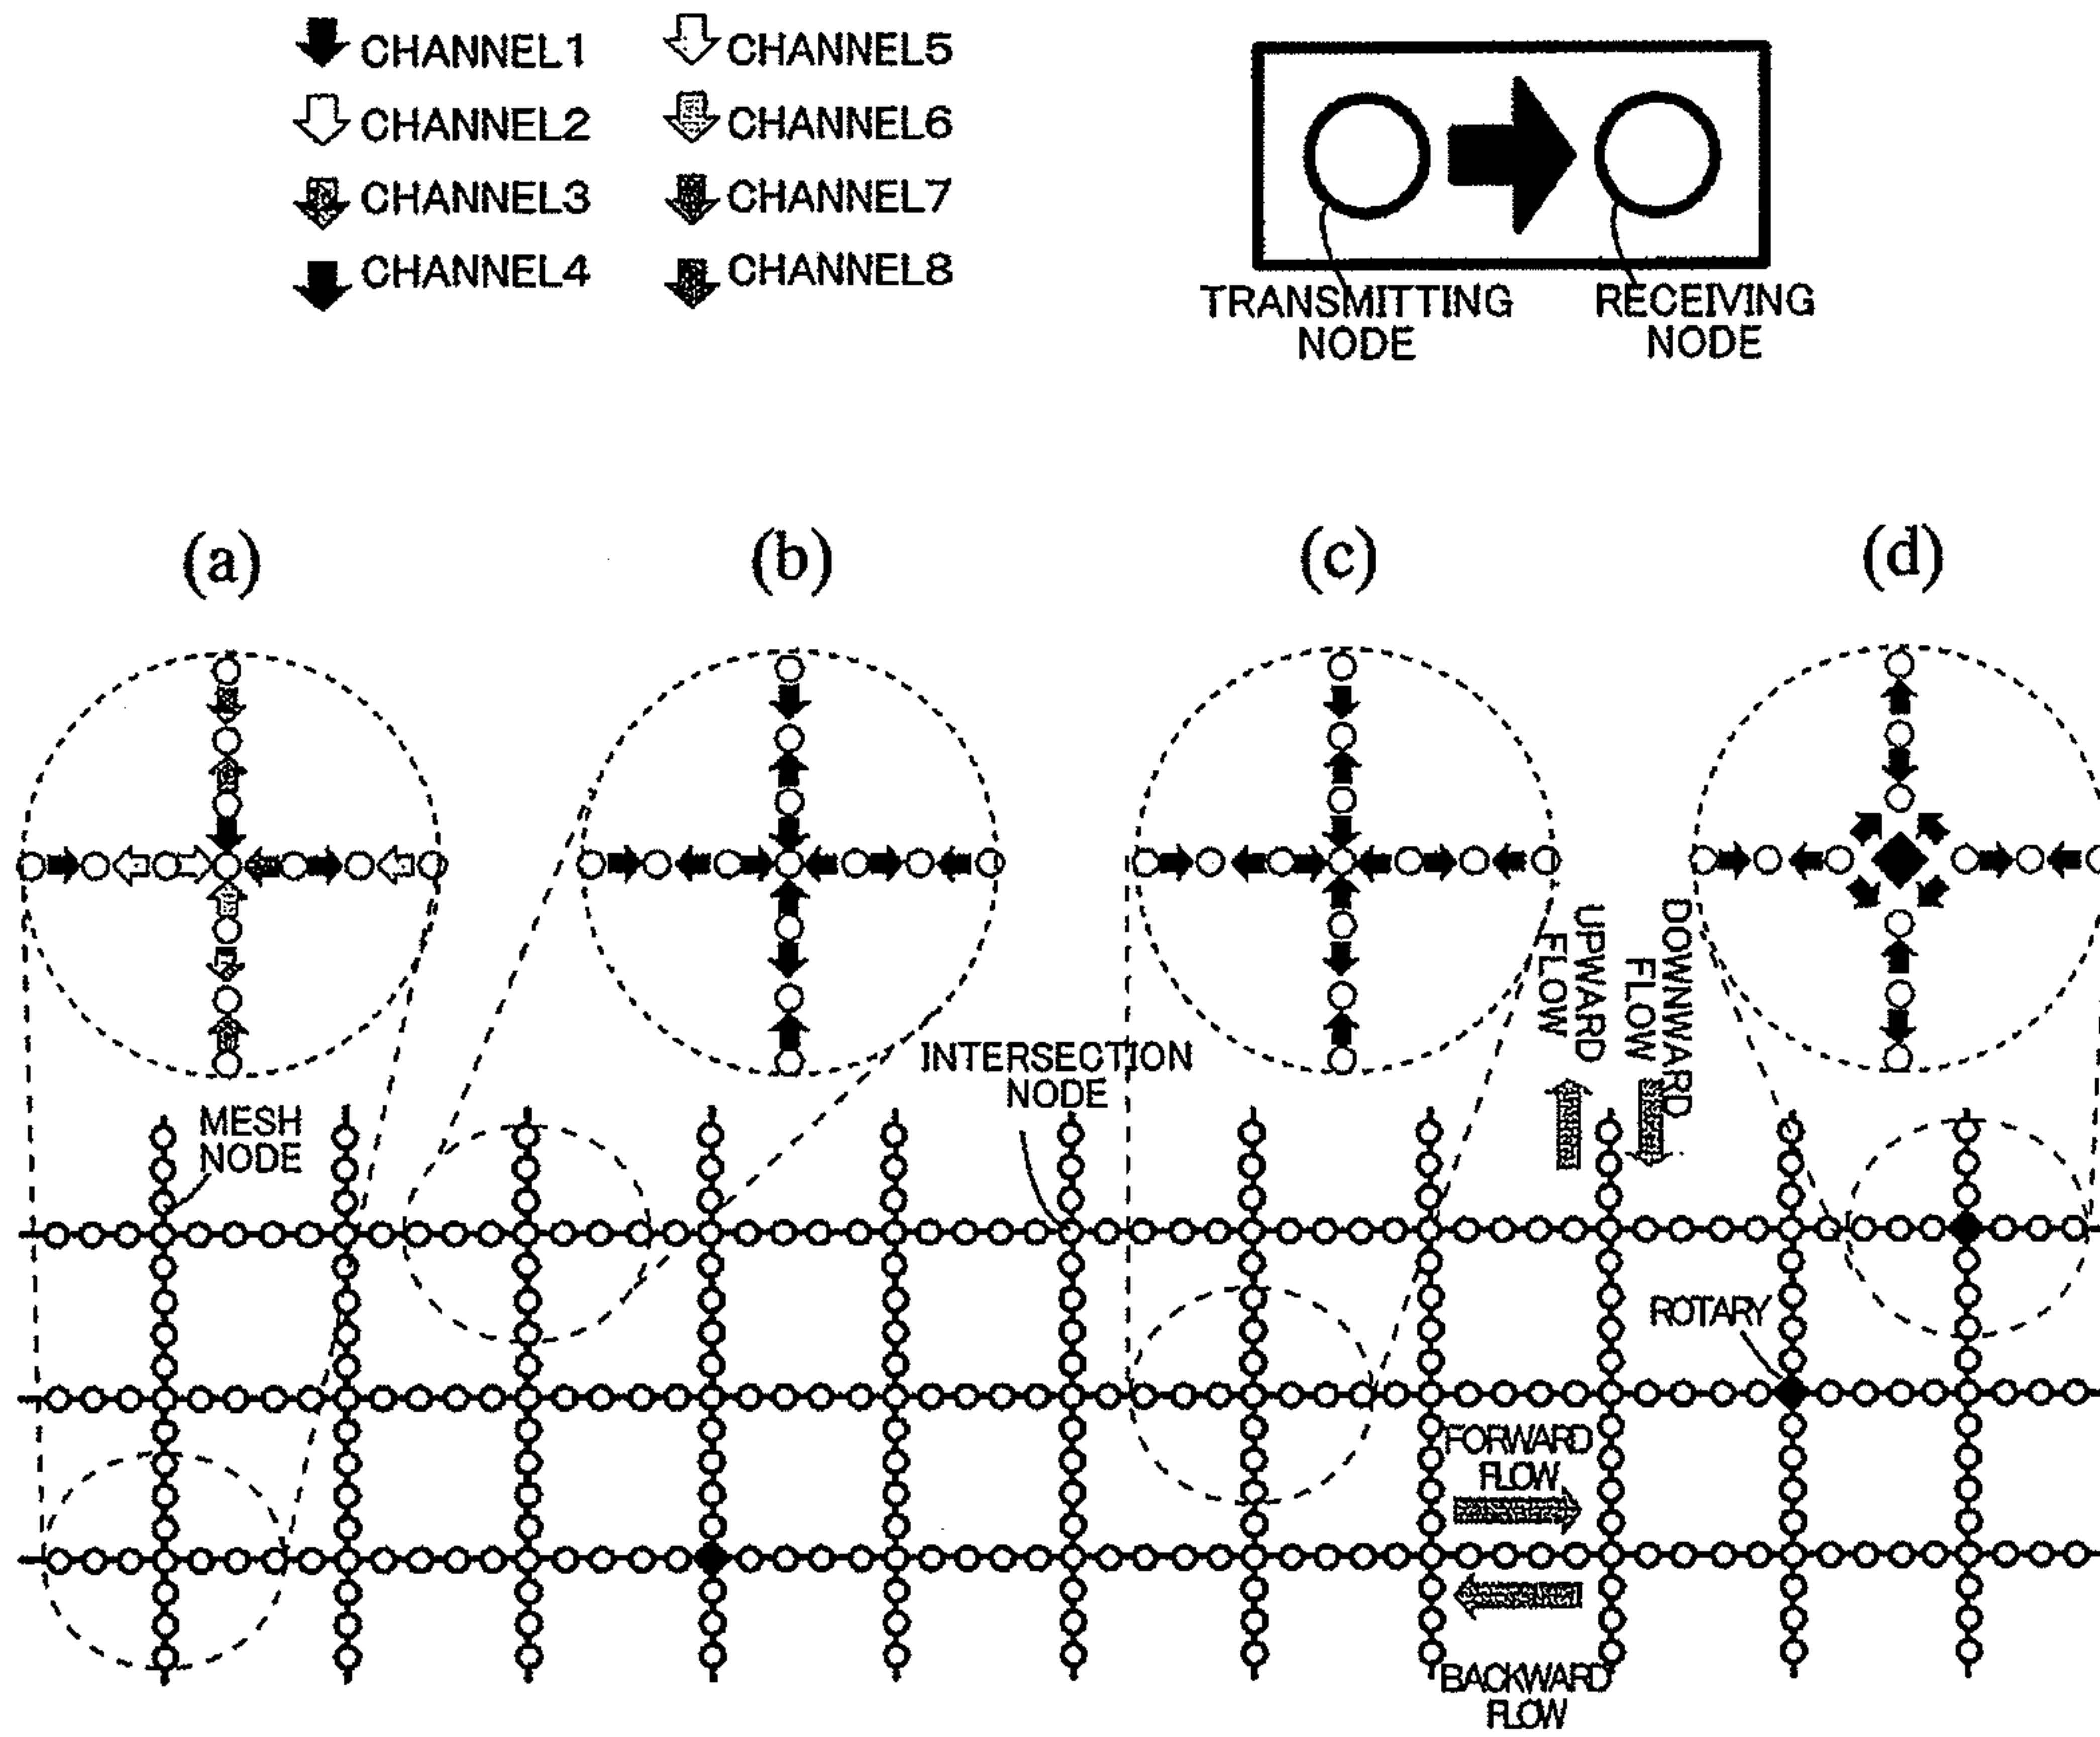 CHANNEL1
CHANNEL2
CHANNEL3
CHANNEL4
CHANNEL5
CHANNEL6
CHANNEL7
CHANNEL8
TRANSMITTING
NODE
RECEIVING
NODE
(a)
(b)
(c)
(d)
UPWARD
FLOW
DOWNWARD
FLOW
INTERSECTION
NODE
MESH
NODE
ROTARY
FORWARD
FLOW
BACKWARD
FLOW